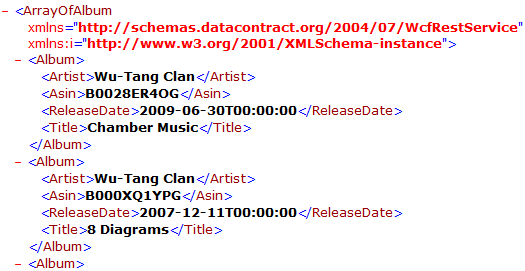 - <ArrayOfAlbum
xmlns="http://schemas.datacontract.org/2004/07/WcfRestService"
xmlns:i="http://www.w3.org/2001/XMLSchema-instance">
- <Album>
<Artist>Wu-Tang Clan</Artist>
<Asin>B0028ER4OG</Asin>
<ReleaseDate>2009-06-30T00:00:00</ReleaseDate>
<Title>Chamber Music</Title>
</Album>
- <Album>
<Artist>Wu-Tang Clan</Artist>
<Asin>B000XQ1YPG</Asin>
<ReleaseDate>2007-12-11T00:00:00</ReleaseDate>
<Title>8 Diagrams</Title>
</Album>
- <Album>